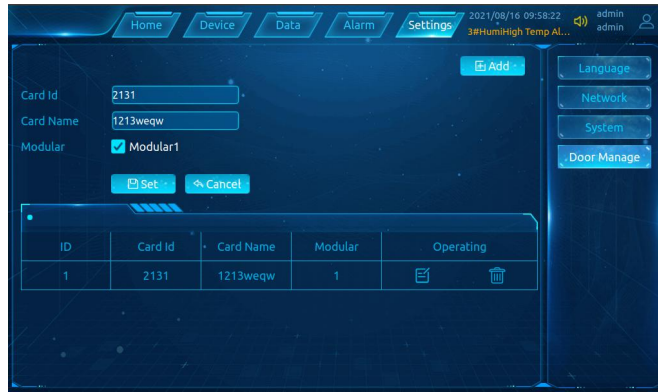 Home Device Data Alarm Settings 2021/08/16 09:58:22 admin
3#HumiHigh Temp Al... admin
Add
Language
Card Id 2131
Network
Card Name 1213weqw
System
Modular Modular1
Door Manage
Set Cancel
ID Card Id Card Name Modular Operating
1 2131 1213weqw 1